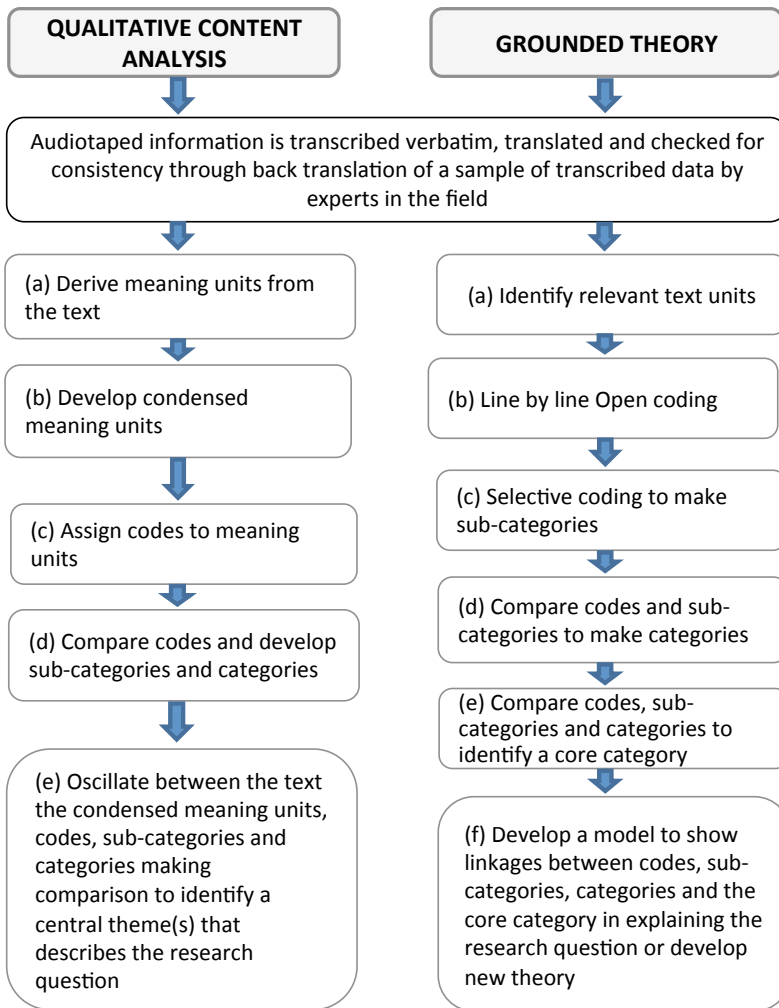 QUALITATIVE CONTENT
ANALYSIS
GROUNDED THEORY
Audiotaped information is transcribed verbatim, translated and checked for
consistency through back translation of a sample of transcribed data by
experts in the field
(a) Derive meaning units from
the text
(b) Develop condensed
meaning units
(c) Assign codes to meaning
units
(d) Compare codes and develop
sub-categories and categories
(e) Oscillate between the text
the condensed meaning units,
codes, sub-categories and
categories making
comparison to identify a
central theme(s) that
describes the research
question
(a) Identify relevant text units
(b) Line by line Open coding
(c) Selective coding to make
sub-categories
(d) Compare codes and sub-
categories to make categories
(e) Compare codes, sub-
categories and categories to
identify a core category
(f) Develop a model to show
linkages between codes, sub-
categories, categories and the
core category in explaining the
research question or develop
new theory